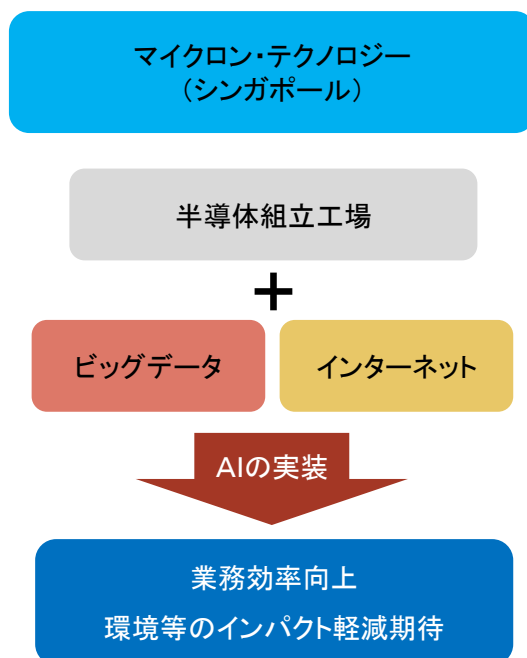 マイクロン・テクノロジー
（シンガポール）
半導体組立工場
+
ビッグデータ
インターネット
AIの実装
業務効率向上
環境等のインパクト軽減期待